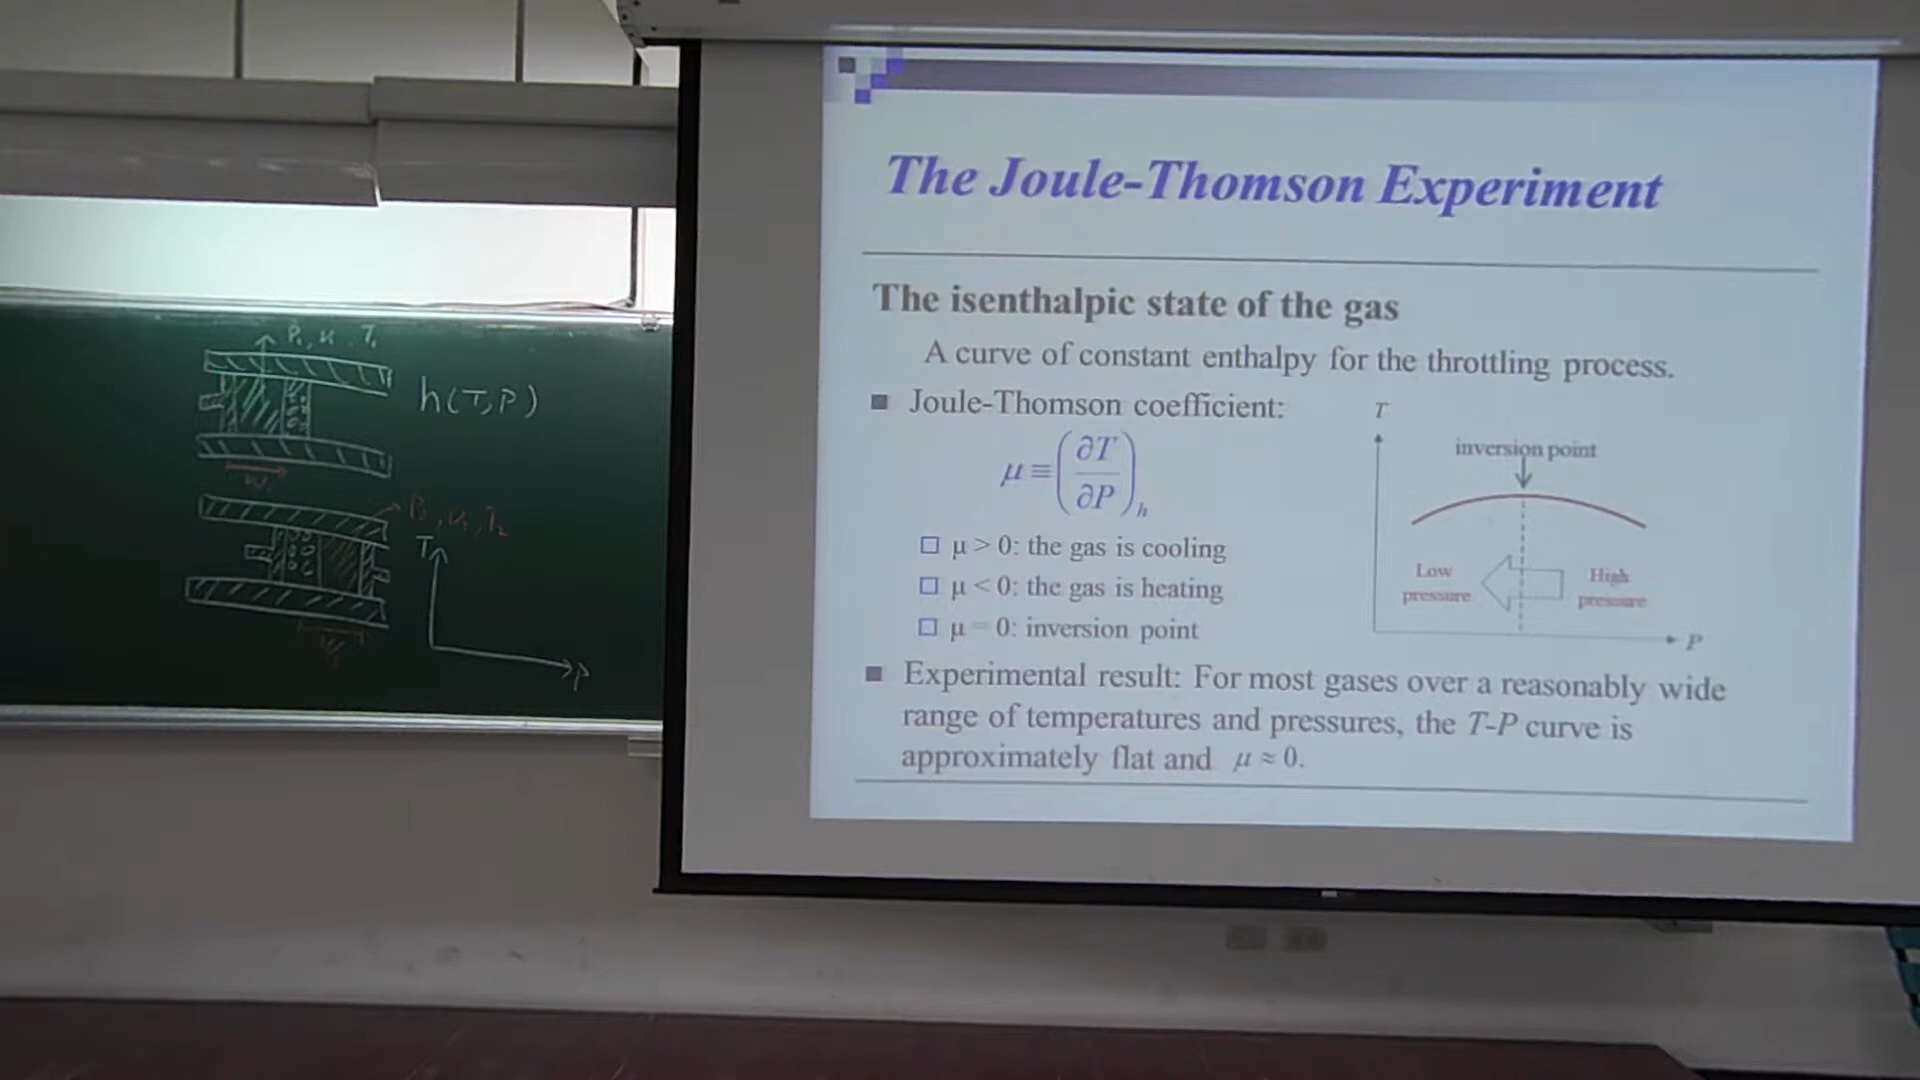 The Joule-Thomson Experiment
The isenthalpic state of the gas
A curve of constant enthalpy for the throttling process.
■ Joule-Thomson coefficient:
μ ≡ (∂T/∂P)h
□ μ > 0: the gas is cooling
□ μ < 0: the gas is heating
□ μ = 0: inversion point
T
inversion point
Low pressure
High pressure
P
■ Experimental result: For most gases over a reasonably wide
range of temperatures and pressures, the T-P curve is
approximately flat and μ ≈ 0.
h(T,P)
T
P